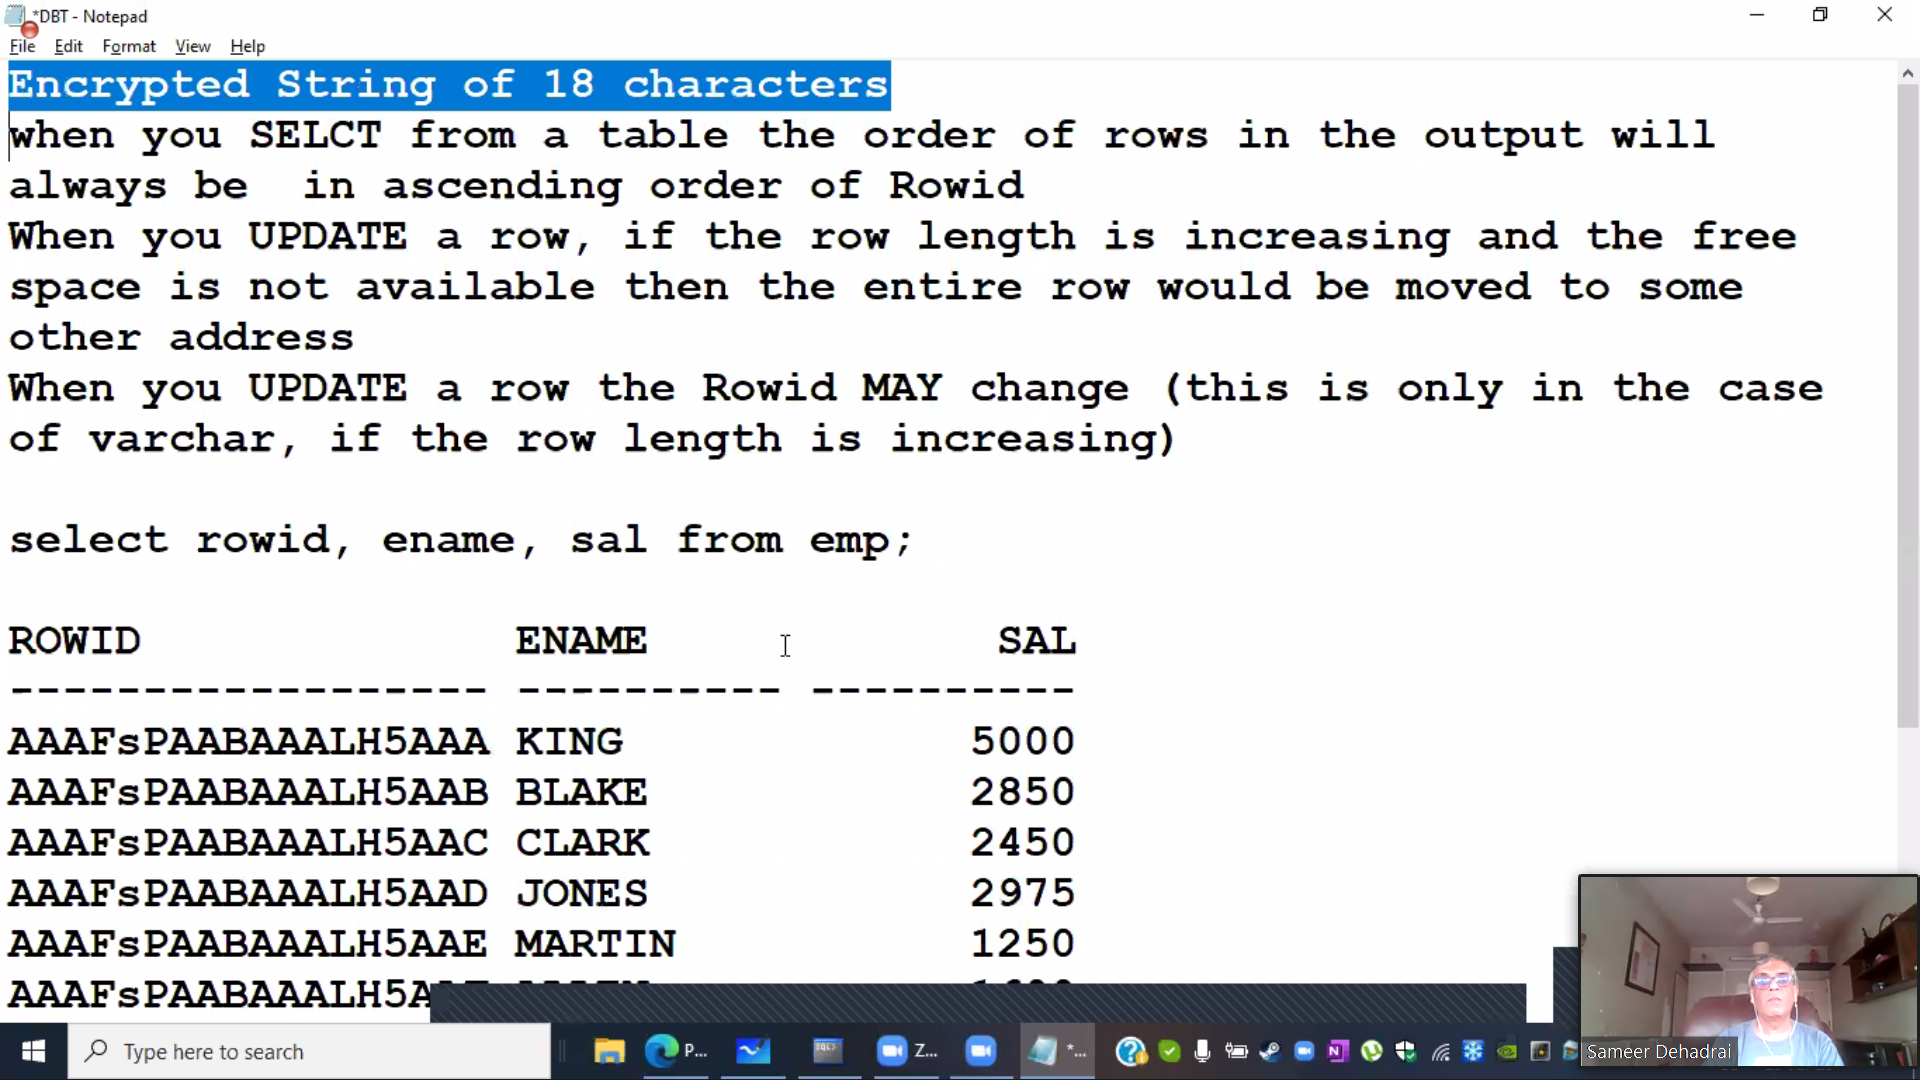 *DBT - Notepad
File Edit Format View Help
Encrypted String of 18 characters
when you SELCT from a table the order of rows in the output will
always be  in ascending order of Rowid
When you UPDATE a row, if the row length is increasing and the free
space is not available then the entire row would be moved to some
other address
When you UPDATE a row the Rowid MAY change (this is only in the case
of varchar, if the row length is increasing)
select rowid, ename, sal from emp;
ROWID ENAME SAL
------------------ ---------- ----------
AAAFsPAABAAALH5AAA KING 5000
AAAFsPAABAAALH5AAB BLAKE 2850
AAAFsPAABAAALH5AAC CLARK 2450
AAAFsPAABAAALH5AAD JONES 2975
AAAFsPAABAAALH5AAE MARTIN 1250
Sameer Dehadrai
Type here to search
P...
Z...
*...